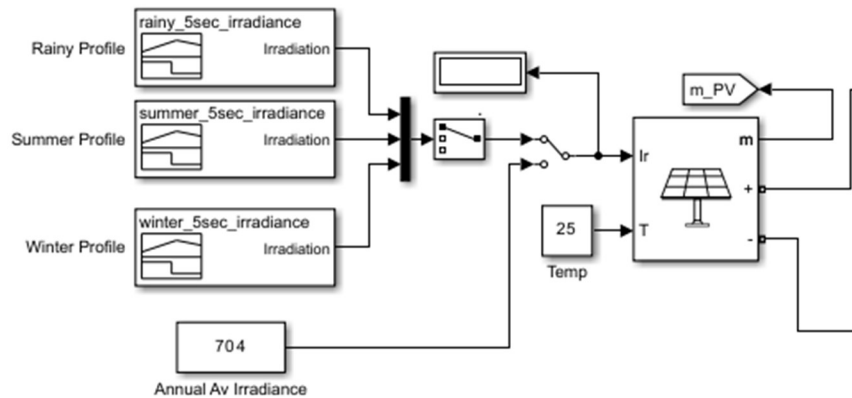 rainy_5sec_irradiance
Rainy Profile
Irradiation
summer_5sec_irradiance
Summer Profile
Irradiation
winter_5sec_irradiance
Winter Profile
Irradiation
704
Annual Av Irradiance
m_PV
m
Ir
+
25
T
-
Temp